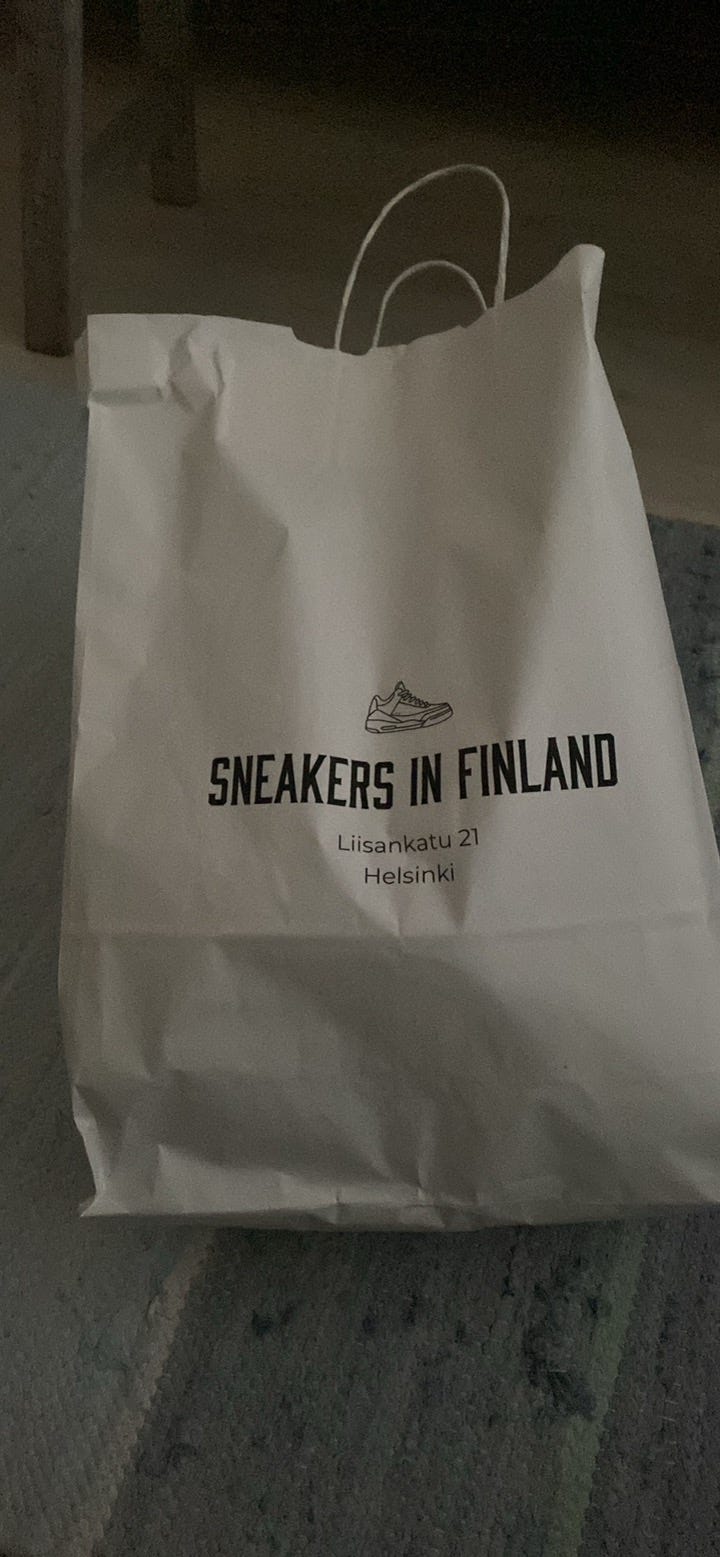 SNEAKERS IN FINLAND
Liisankatu 21
Helsinki